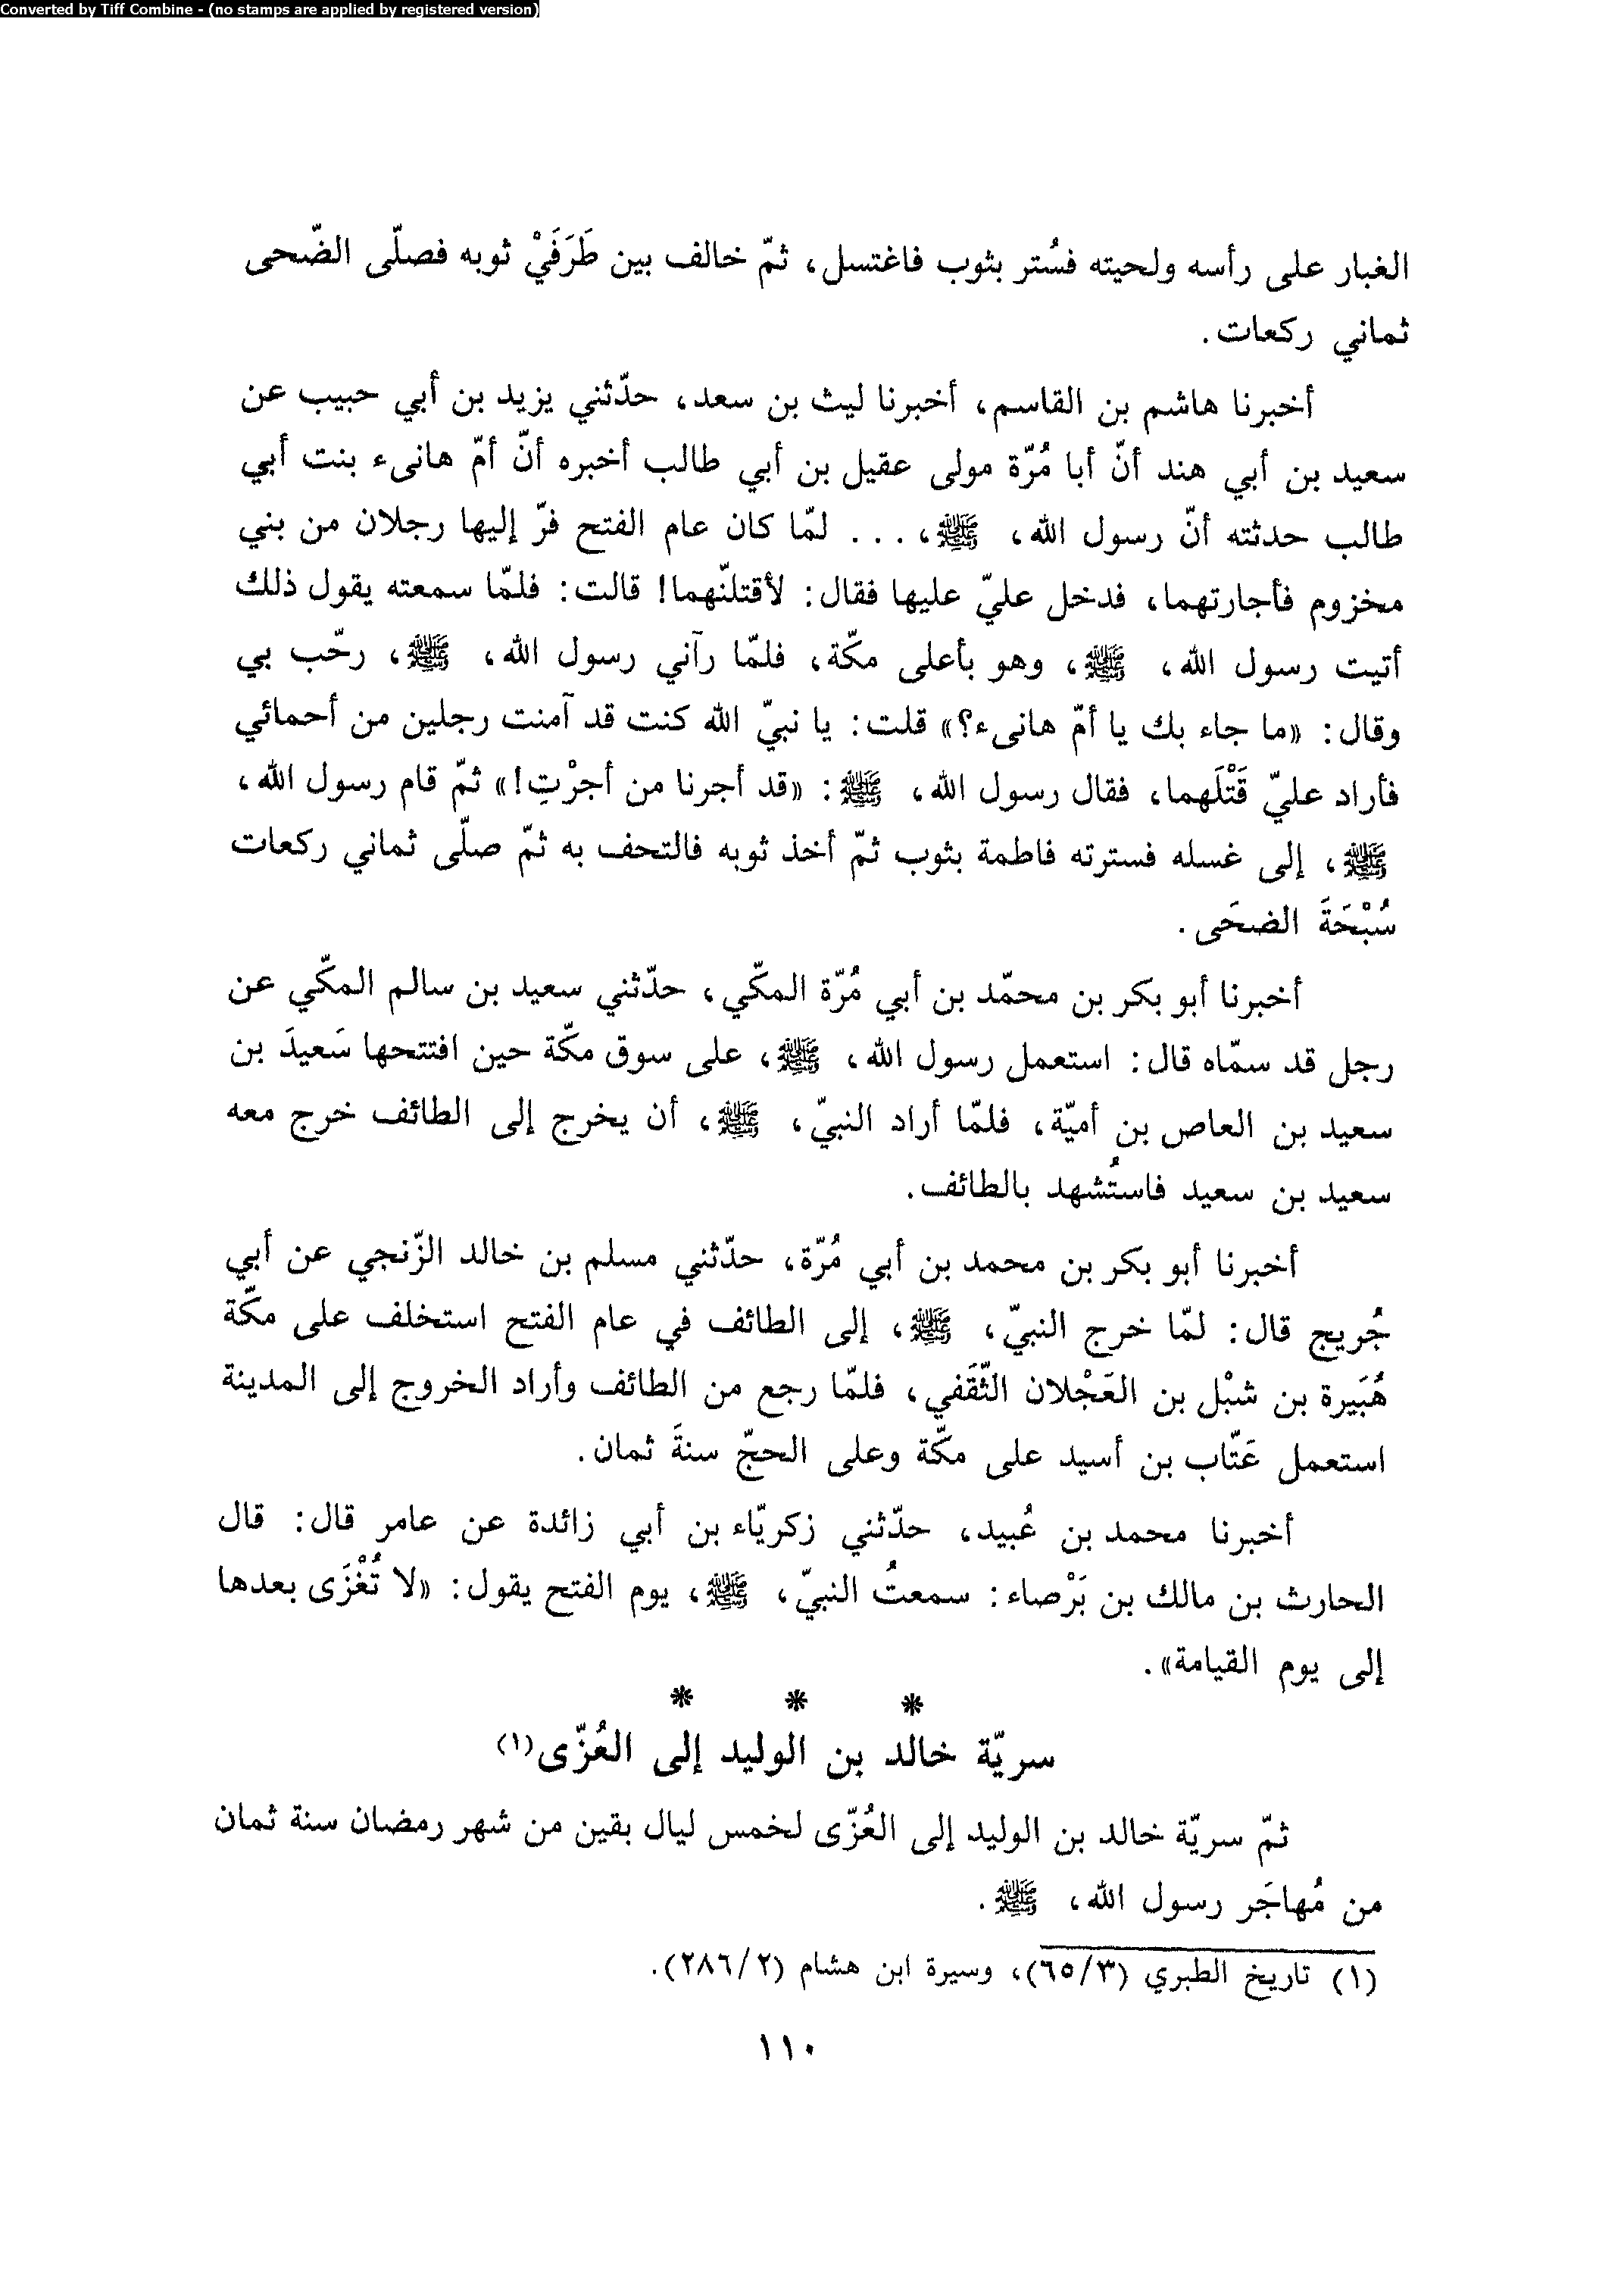 Converted by Tiff Combine - (no stamps are applied by registered version)
الغبار على رأسه ولحيته فسُتر بثوب فاغتسل، ثمّ خالف بين طَرَفَيْ ثوبه فصلّى الضّحى
ثماني ركعات.
أخبرنا هاشم بن القاسم، أخبرنا ليث بن سعد، حدّثني يزيد بن أبي حبيب عن
سعيد بن أبي هند أنّ أبا مُرّة مولى عقيل بن أبي طالب أخبره أنّ أمّ هانىء بنت أبي
طالب حدثته أنّ رسول الله، ﷺ، ... لمّا كان عام الفتح فرّ إليها رجلان من بني
مخزوم فأجارتهما، فدخل عليّ عليها فقال: لأقتلنّهما! قالت: فلمّا سمعته يقول ذلك
أتيت رسول الله، ﷺ، وهو بأعلى مكّة، فلمّا رآني رسول الله، ﷺ، رحّب بي
وقال: «ما جاء بك يا أمّ هانىء؟» قلت: يا نبيّ الله كنت قد آمنت رجلين من أحمائي
فأراد عليّ قَتْلَهما، فقال رسول الله، ﷺ: «قد أجرنا من أجرْتِ!» ثمّ قام رسول الله،
ﷺ، إلى غسله فسترته فاطمة بثوب ثمّ أخذ ثوبه فالتحف به ثمّ صلّى ثماني ركعات
سُبْحَةَ الضحَى.
أخبرنا أبو بكر بن محمّد بن أبي مُرّة المكّي، حدّثني سعيد بن سالم المكّي عن
رجل قد سمّاه قال: استعمل رسول الله، ﷺ، على سوق مكّة حين افتتحها سَعيدَ بن
سعيد بن العاص بن أميّة، فلمّا أراد النبيّ، ﷺ، أن يخرج إلى الطائف خرج معه
سعيد بن سعيد فاستُشهد بالطائف.
أخبرنا أبو بكر بن محمد بن أبي مُرّة، حدّثني مسلم بن خالد الزّنجي عن أبي
جُريج قال: لمّا خرج النبيّ، ﷺ، إلى الطائف في عام الفتح استخلف على مكّة
هُبَيرة بن شبْل بن العَجْلان الثّقَفي، فلمّا رجع من الطائف وأراد الخروج إلى المدينة
استعمل عَتّاب بن أسيد على مكّة وعلى الحجّ سنةَ ثمان.
أخبرنا محمد بن عُبيد، حدّثني زكريّاء بن أبي زائدة عن عامر قال: قال
الحارث بن مالك بن بَرْصاء: سمعتُ النبيّ، ﷺ، يوم الفتح يقول: «لا تُغْزَى بعدها
إلى يوم القيامة».
* * *
سريّة خالد بن الوليد إلى العُزّى(١)
ثمّ سريّة خالد بن الوليد إلى العُزّى لخمس ليال بقين من شهر رمضان سنة ثمان
من مُهاجَر رسول الله، ﷺ.
(١) تاريخ الطبري (٦٥/٣)، وسيرة ابن هشام (٢٨٦/٢).
١١٠